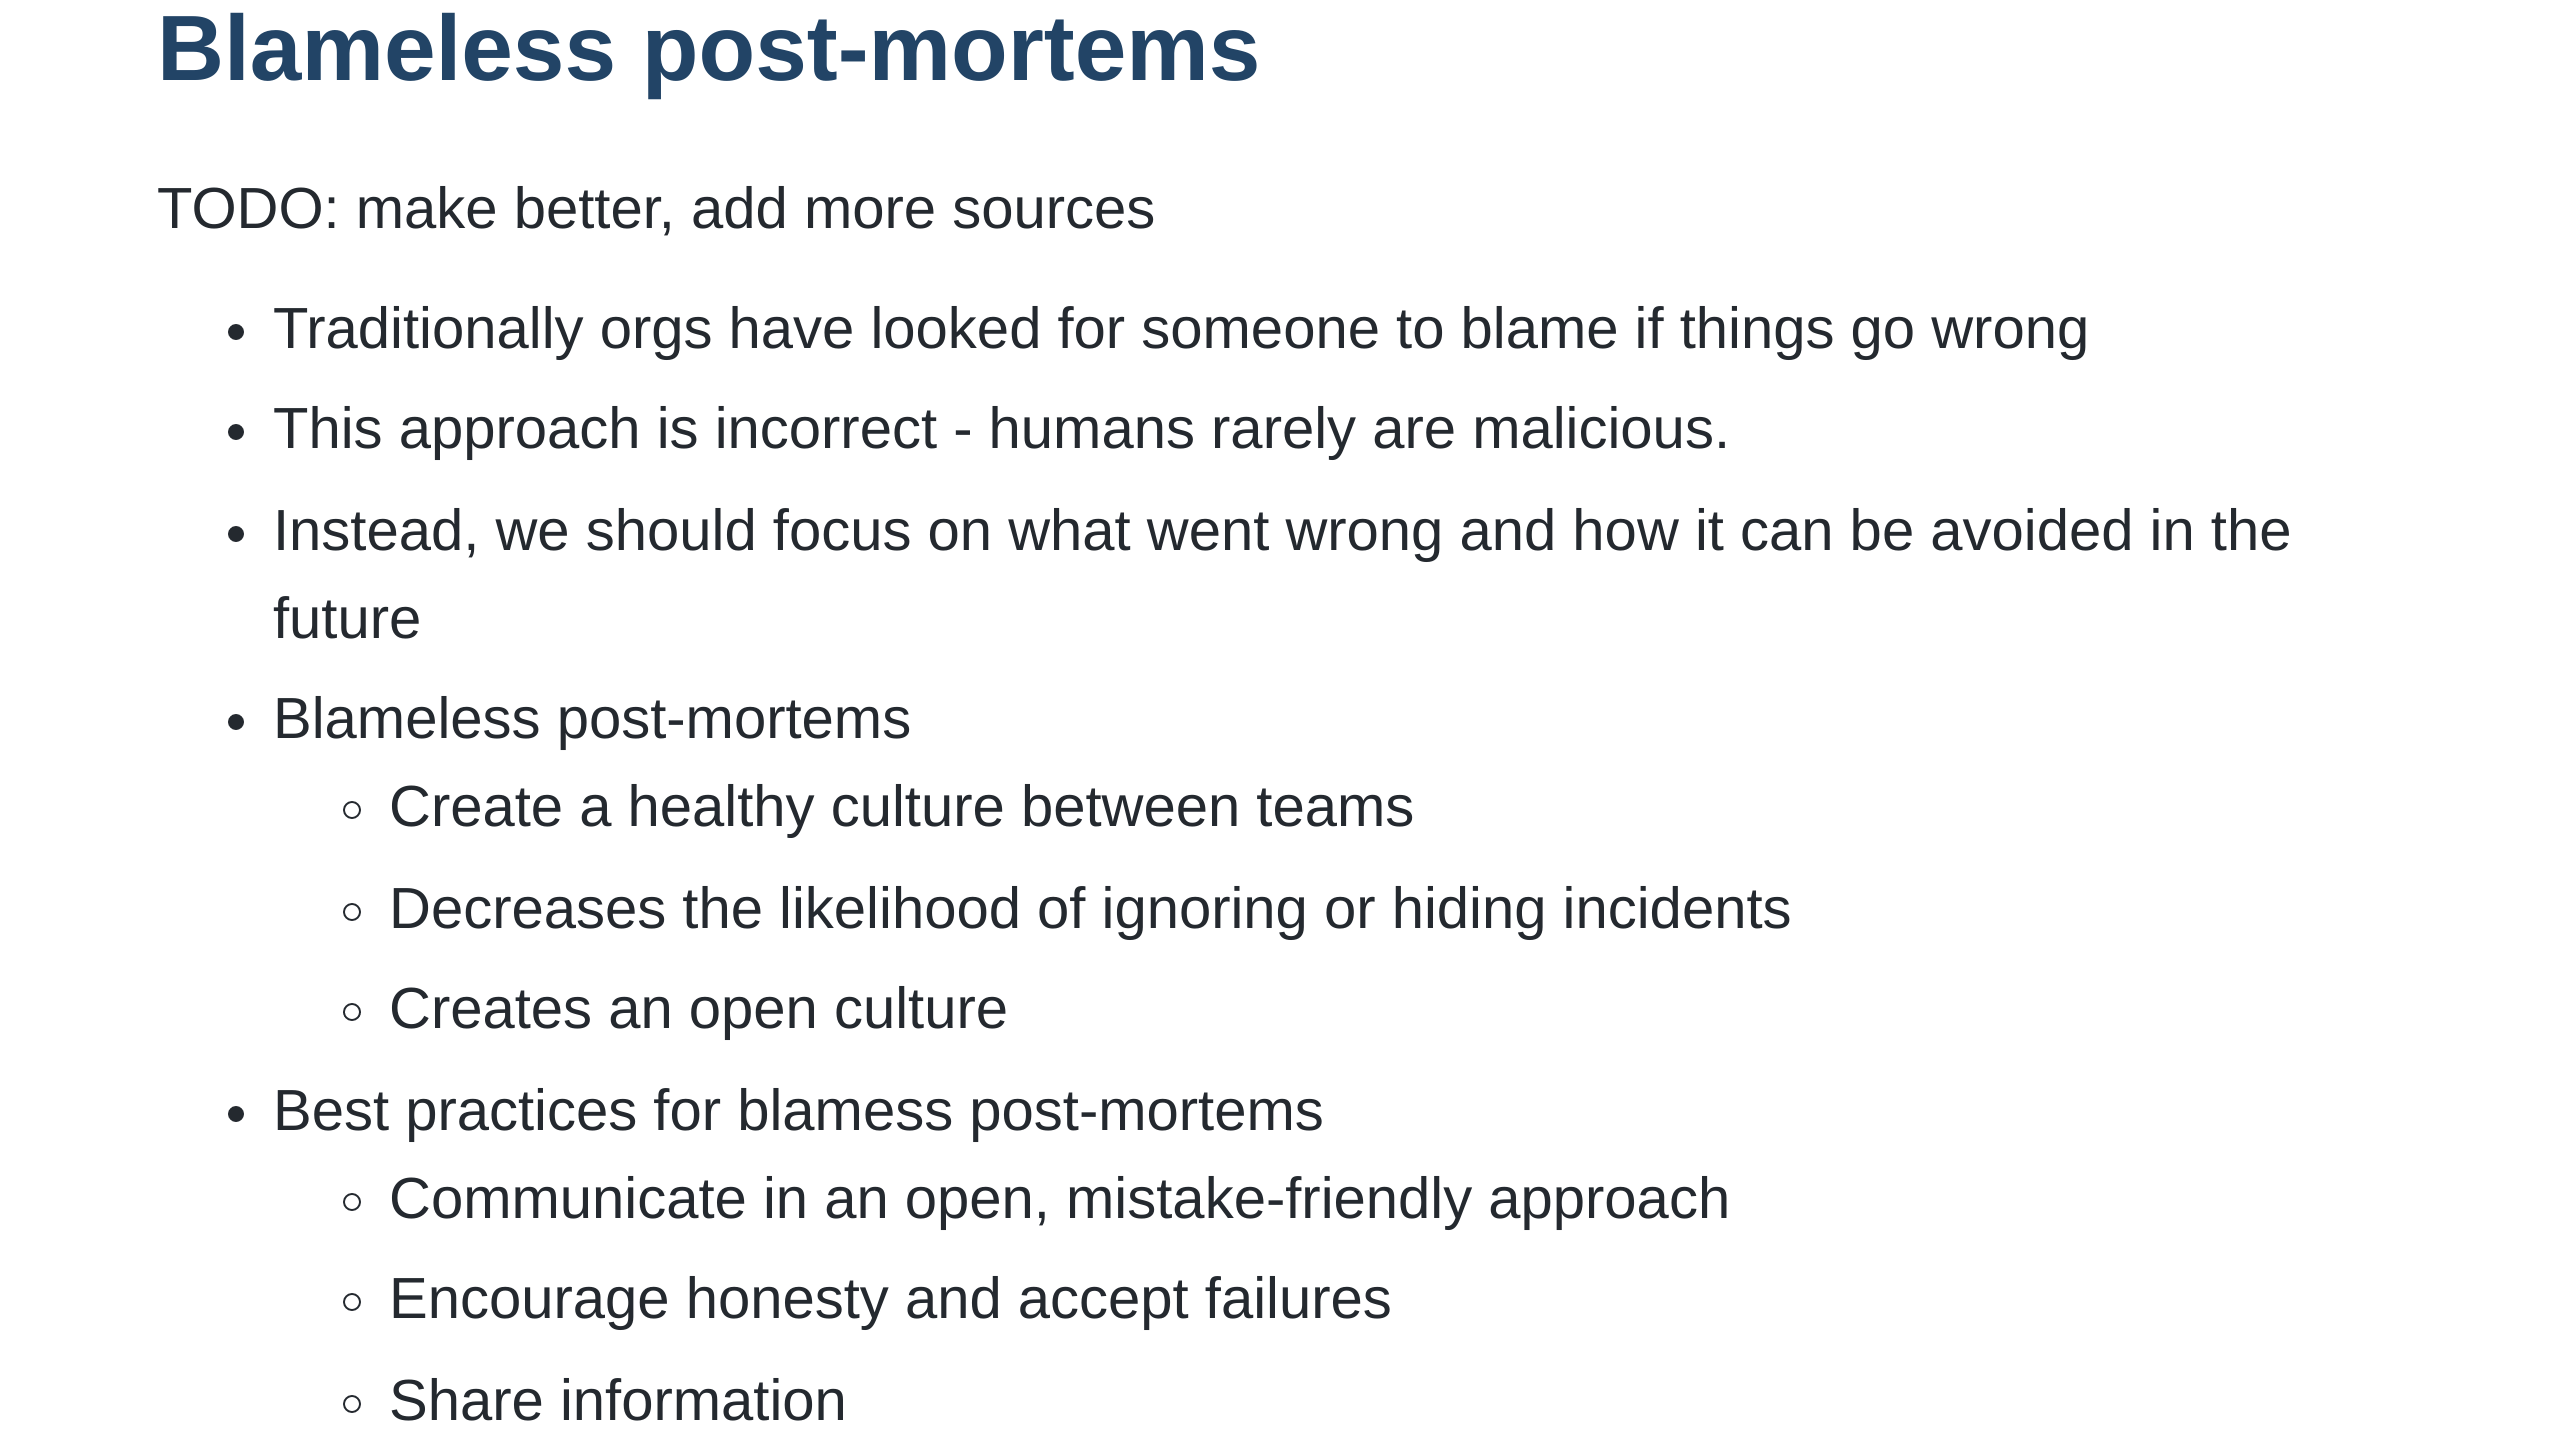 Blameless post-mortems
TODO: make better, add more sources
Traditionally orgs have looked for someone to blame if things go wrong
This approach is incorrect - humans rarely are malicious.
Instead, we should focus on what went wrong and how it can be avoided in the
future
Blameless post-mortems
Create a healthy culture between teams
Decreases the likelihood of ignoring or hiding incidents
Creates an open culture
Best practices for blamess post-mortems
Communicate in an open, mistake-friendly approach
Encourage honesty and accept failures
Share information